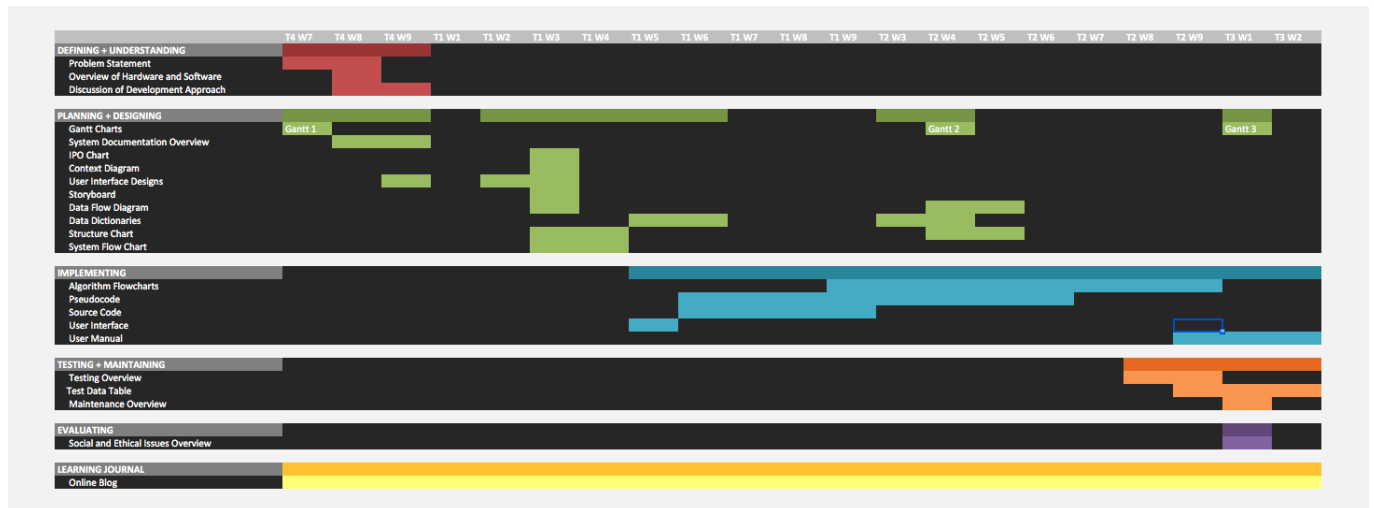 T4 W7 T4 W8 T4 W9 T1 W1 T1 W2 T1 W3 T1 W4 T1 W5 T1 W6 T1 W7 T1 W8 T1 W9 T2 W3 T2 W4 T2 W5 T2 W6 T2 W7 T2 W8 T2 W9 T3 W1 T3 W2
DEFINING + UNDERSTANDING
Problem Statement
Overview of Hardware and Software
Discussion of Development Approach
PLANNING + DESIGNING
Gantt Charts Gantt 1 Gantt 2 Gantt 3
System Documentation Overview
IPO Chart
Context Diagram
User Interface Designs
Storyboard
Data Flow Diagram
Data Dictionaries
Structure Chart
System Flow Chart
IMPLEMENTING
Algorithm Flowcharts
Pseudocode
Source Code
User Interface
User Manual
TESTING + MAINTAINING
Testing Overview
Test Data Table
Maintenance Overview
EVALUATING
Social and Ethical Issues Overview
LEARNING JOURNAL
Online Blog